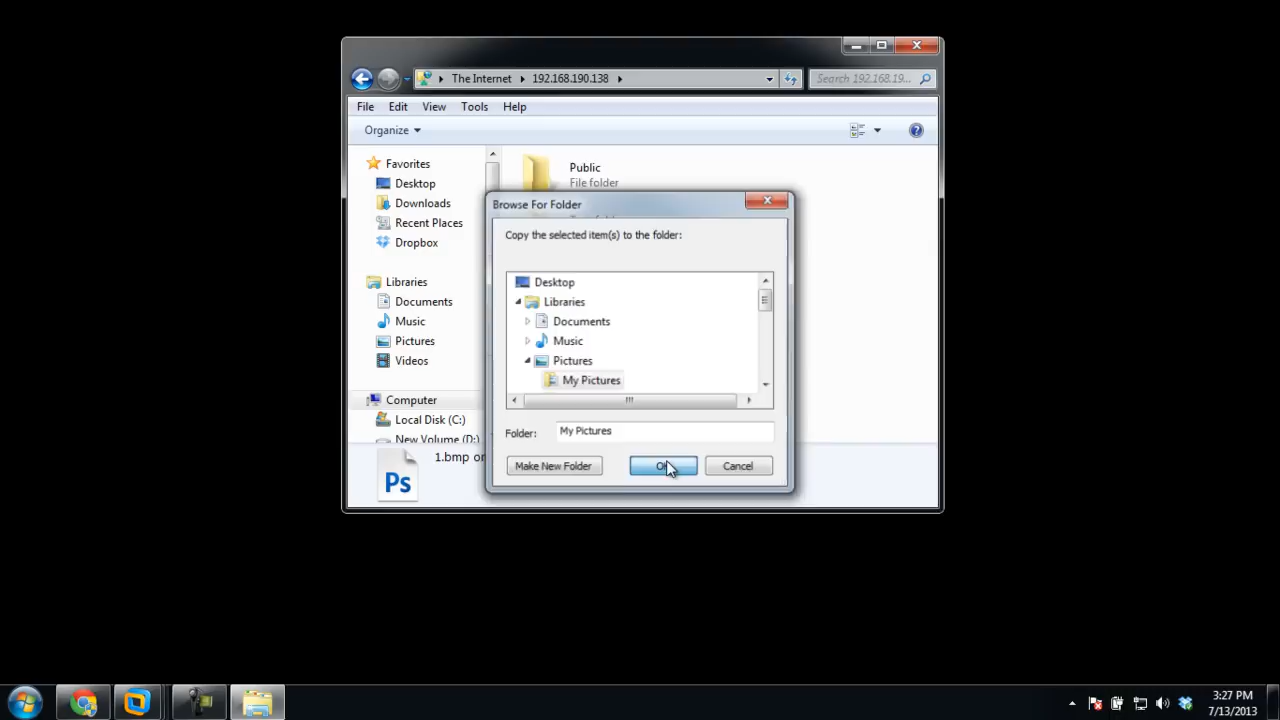 The Internet 192.168.190.138 Search 192.168.19...
File Edit View Tools Help
Organize
Favorites
Desktop
Downloads
Recent Places
Dropbox
Libraries
Documents
Music
Pictures
Videos
Computer
Local Disk (C:)
New Volume (D:)
Public
File folder
Browse For Folder
Copy the selected item(s) to the folder:
Desktop
Libraries
Documents
Music
Pictures
My Pictures
Folder: My Pictures
Make New Folder Cancel
Ps
1.bmp
3:27 PM
7/13/2013